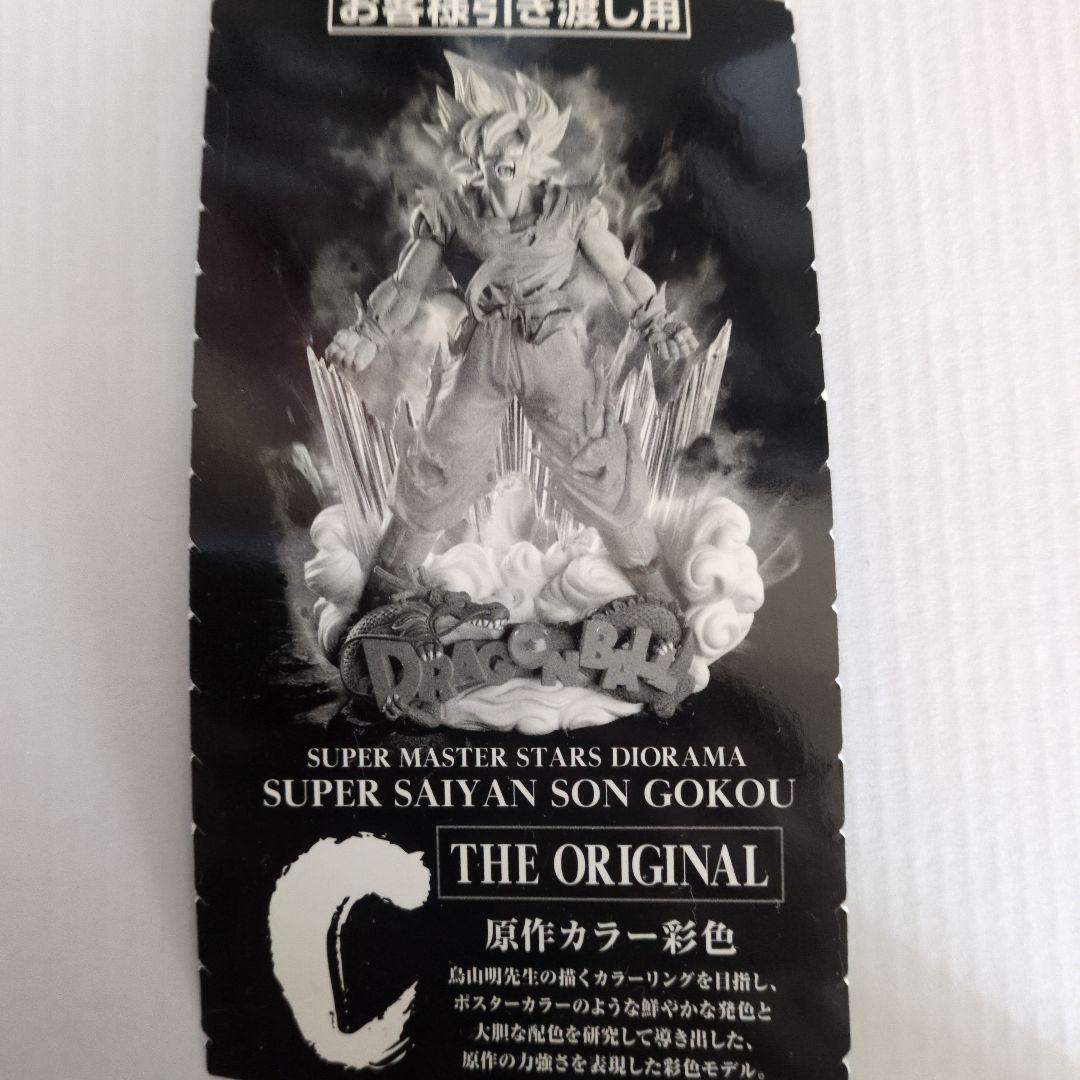 お客様引き渡し用
DRAGON BALL
SUPER MASTER STARS DIORAMA
SUPER SAIYAN SON GOKOU
C
THE ORIGINAL
原作カラー彩色
鳥山明先生の描くカラーリングを目指し、
ポスターカラーのような鮮やかな発色と
大胆な配色を研究して導き出した、
原作の力強さを表現した彩色モデル。